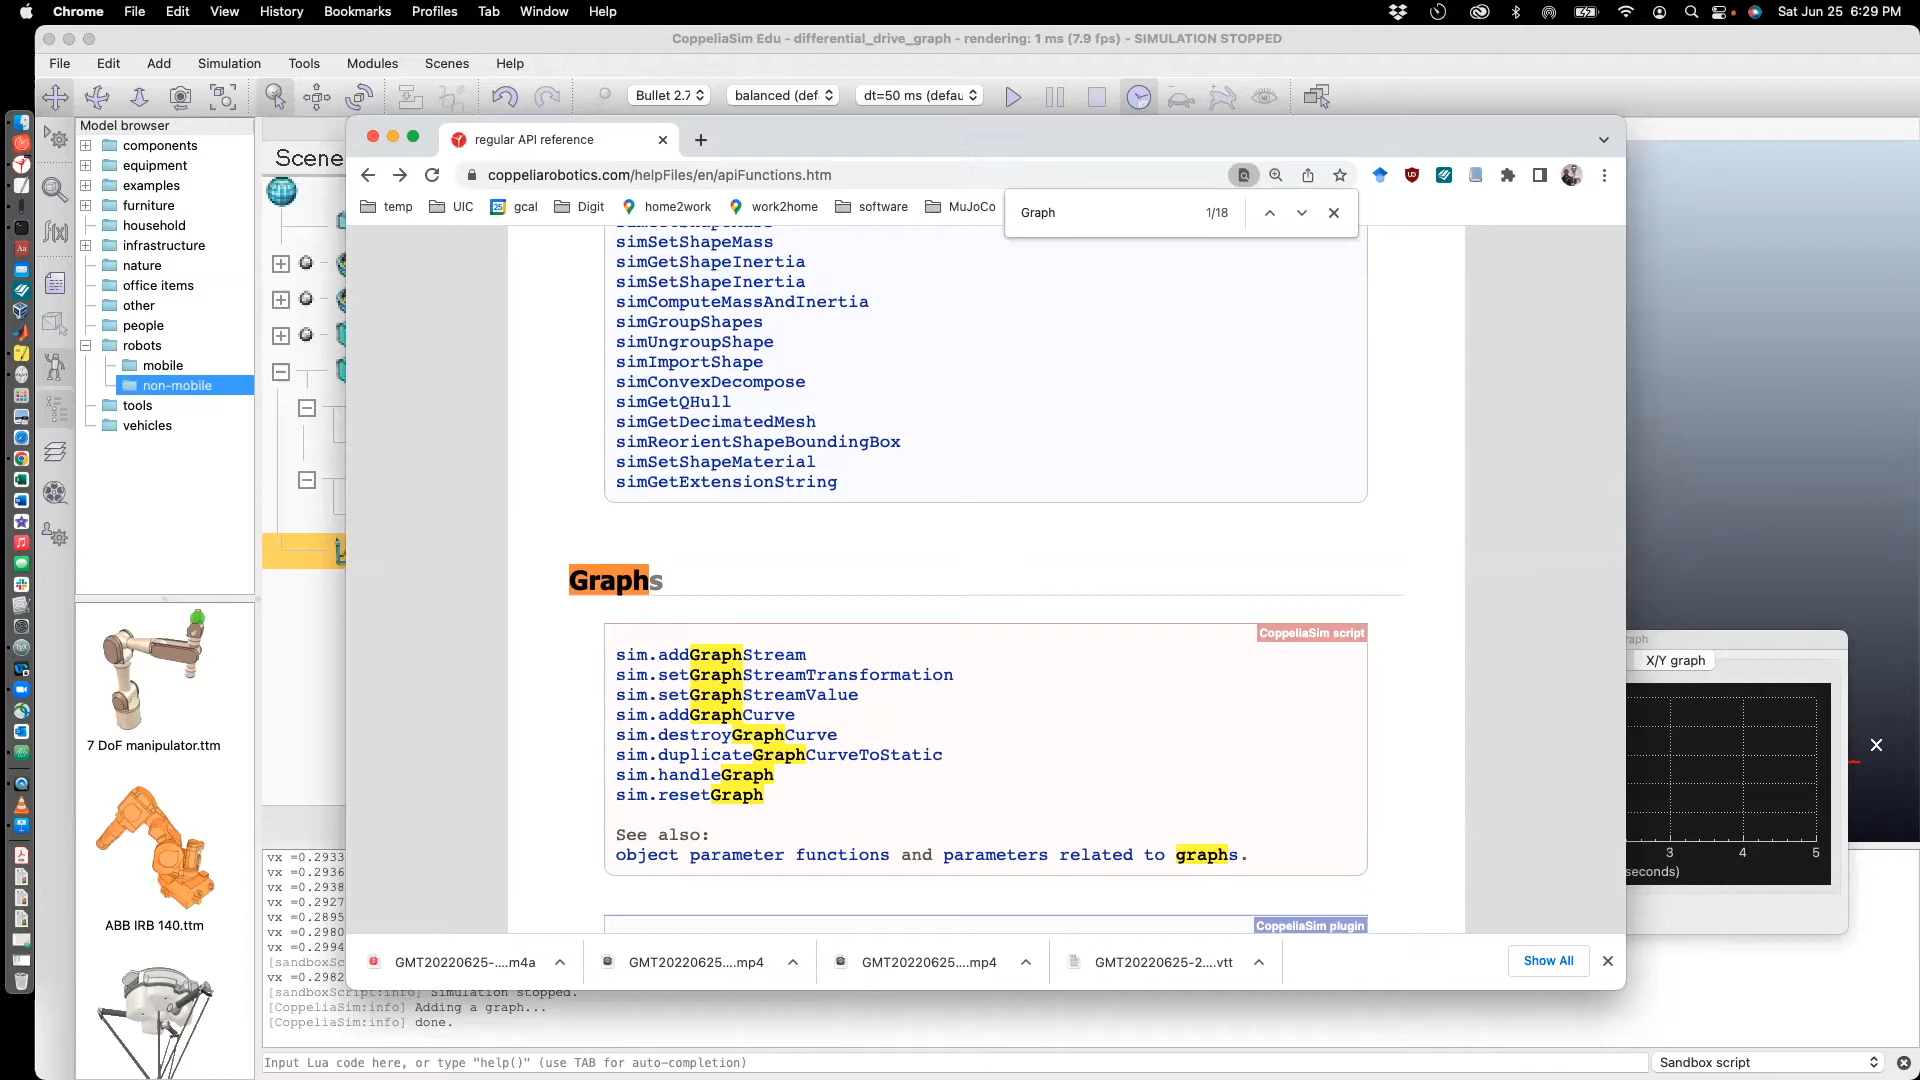 Chrome File Edit View History Bookmarks Profiles Tab Window Help
Sat Jun 25 6:29 PM
CoppeliaSim Edu - differential_drive_graph - rendering: 1 ms (7.9 fps) - SIMULATION STOPPED
File Edit Add Simulation Tools Modules Scenes Help
Bullet 2.7 balanced (def dt=50 ms (defau
Model browser
components
equipment
examples
furniture
household
infrastructure
nature
office items
other
people
robots
mobile
non-mobile
tools
vehicles
7 DoF manipulator.ttm
ABB IRB 140.ttm
Scene
regular API reference
coppeliarobotics.com/helpFiles/en/apiFunctions.htm
temp UIC gcal Digit home2work work2home software MuJoCo
Graph 1/18
simSetShapeMass
simGetShapeInertia
simSetShapeInertia
simComputeMassAndInertia
simGroupShapes
simUngroupShape
simImportShape
simConvexDecompose
simGetQHull
simGetDecimatedMesh
simReorientShapeBoundingBox
simSetShapeMaterial
simGetExtensionString
Graphs
CoppeliaSim script
sim.addGraphStream
sim.setGraphStreamTransformation
sim.setGraphStreamValue
sim.addGraphCurve
sim.destroyGraphCurve
sim.duplicateGraphCurveToStatic
sim.handleGraph
sim.resetGraph
See also:
object parameter functions and parameters related to graphs.
CoppeliaSim plugin
GMT20220625-....m4a GMT20220625....mp4 GMT20220625....mp4 GMT20220625-2....vtt Show All
raph
X/Y graph
3 4 5
seconds)
vx =0.2933
vx =0.2936
vx =0.2938
vx =0.2927
vx =0.2895
vx =0.2980
vx =0.2994
[sandboxSc
vx =0.2982
[sandboxScript:info] Simulation stopped.
[CoppeliaSim:info] Adding a graph...
[CoppeliaSim:info] done.
Input Lua code here, or type "help()" (use TAB for auto-completion)
Sandbox script